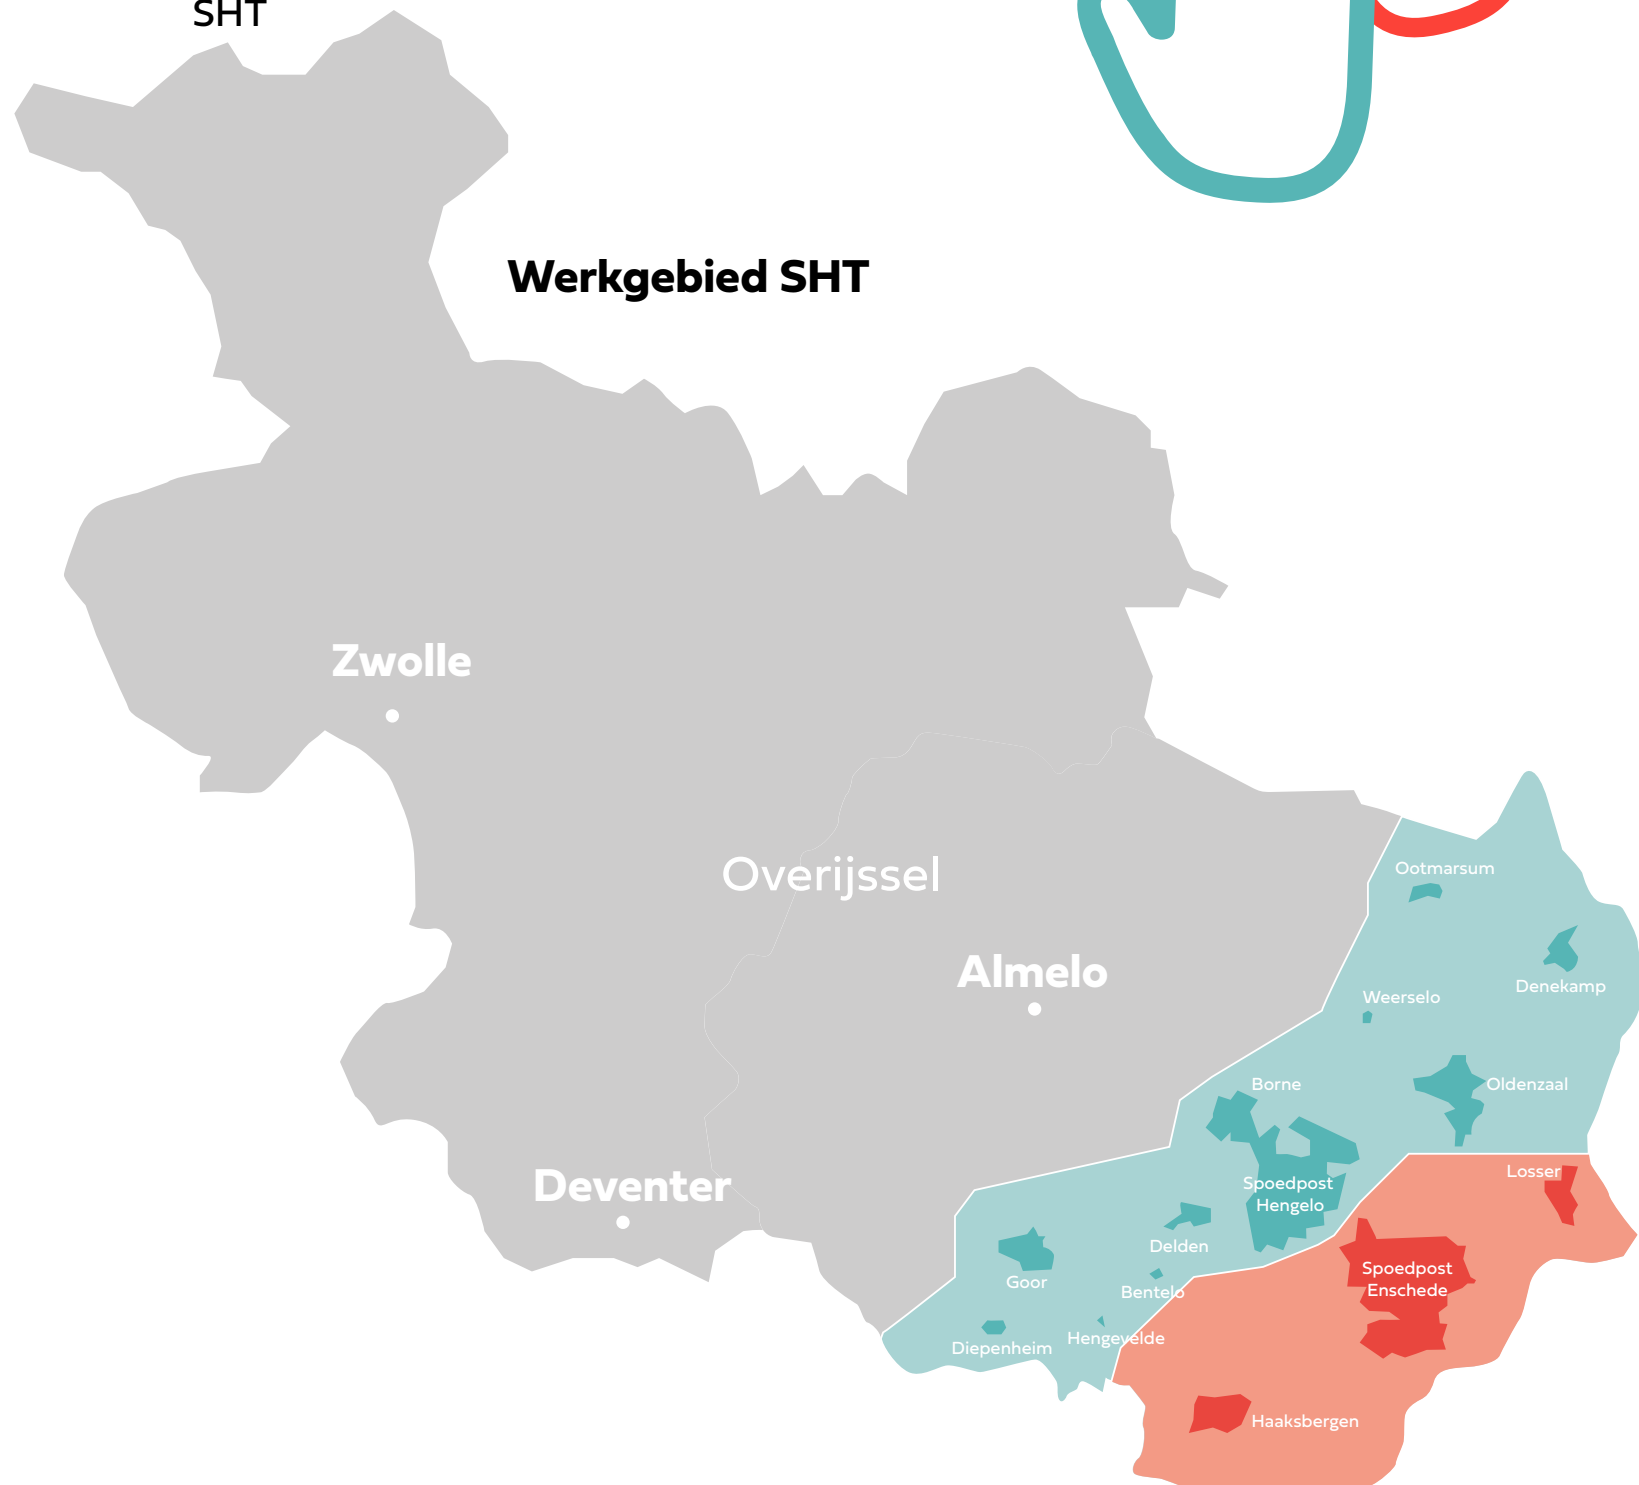 SHT
Werkgebied SHT
Zwolle
Overijssel
Ootmarsum
Almelo
Denekamp
Weerselo
Borne
Oldenzaal
Losser
Deventer
Spoedpost
Hengelo
Delden
Goor
Spoedpost
Enschede
Bentelo
Hengevelde
Diepenheim
Haaksbergen